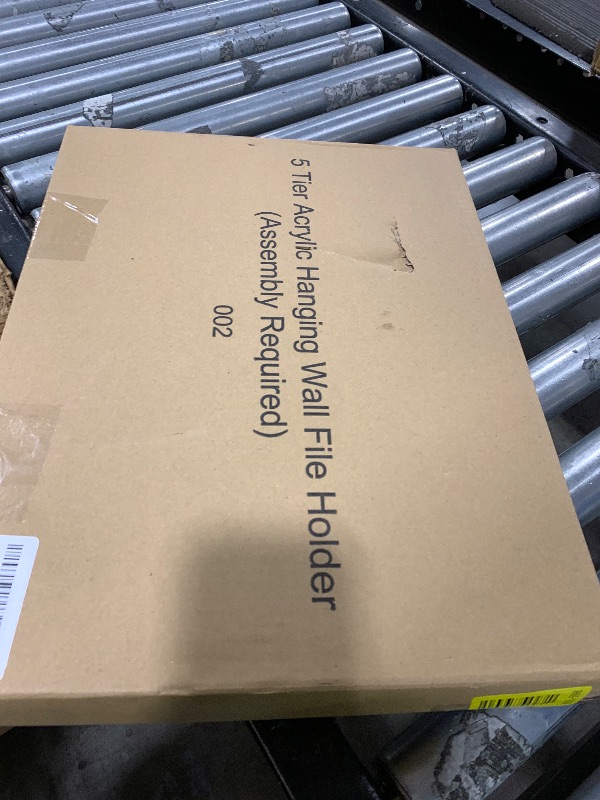 5 Tier Acrylic Hanging Wall File Holder
(Assembly Required)
002